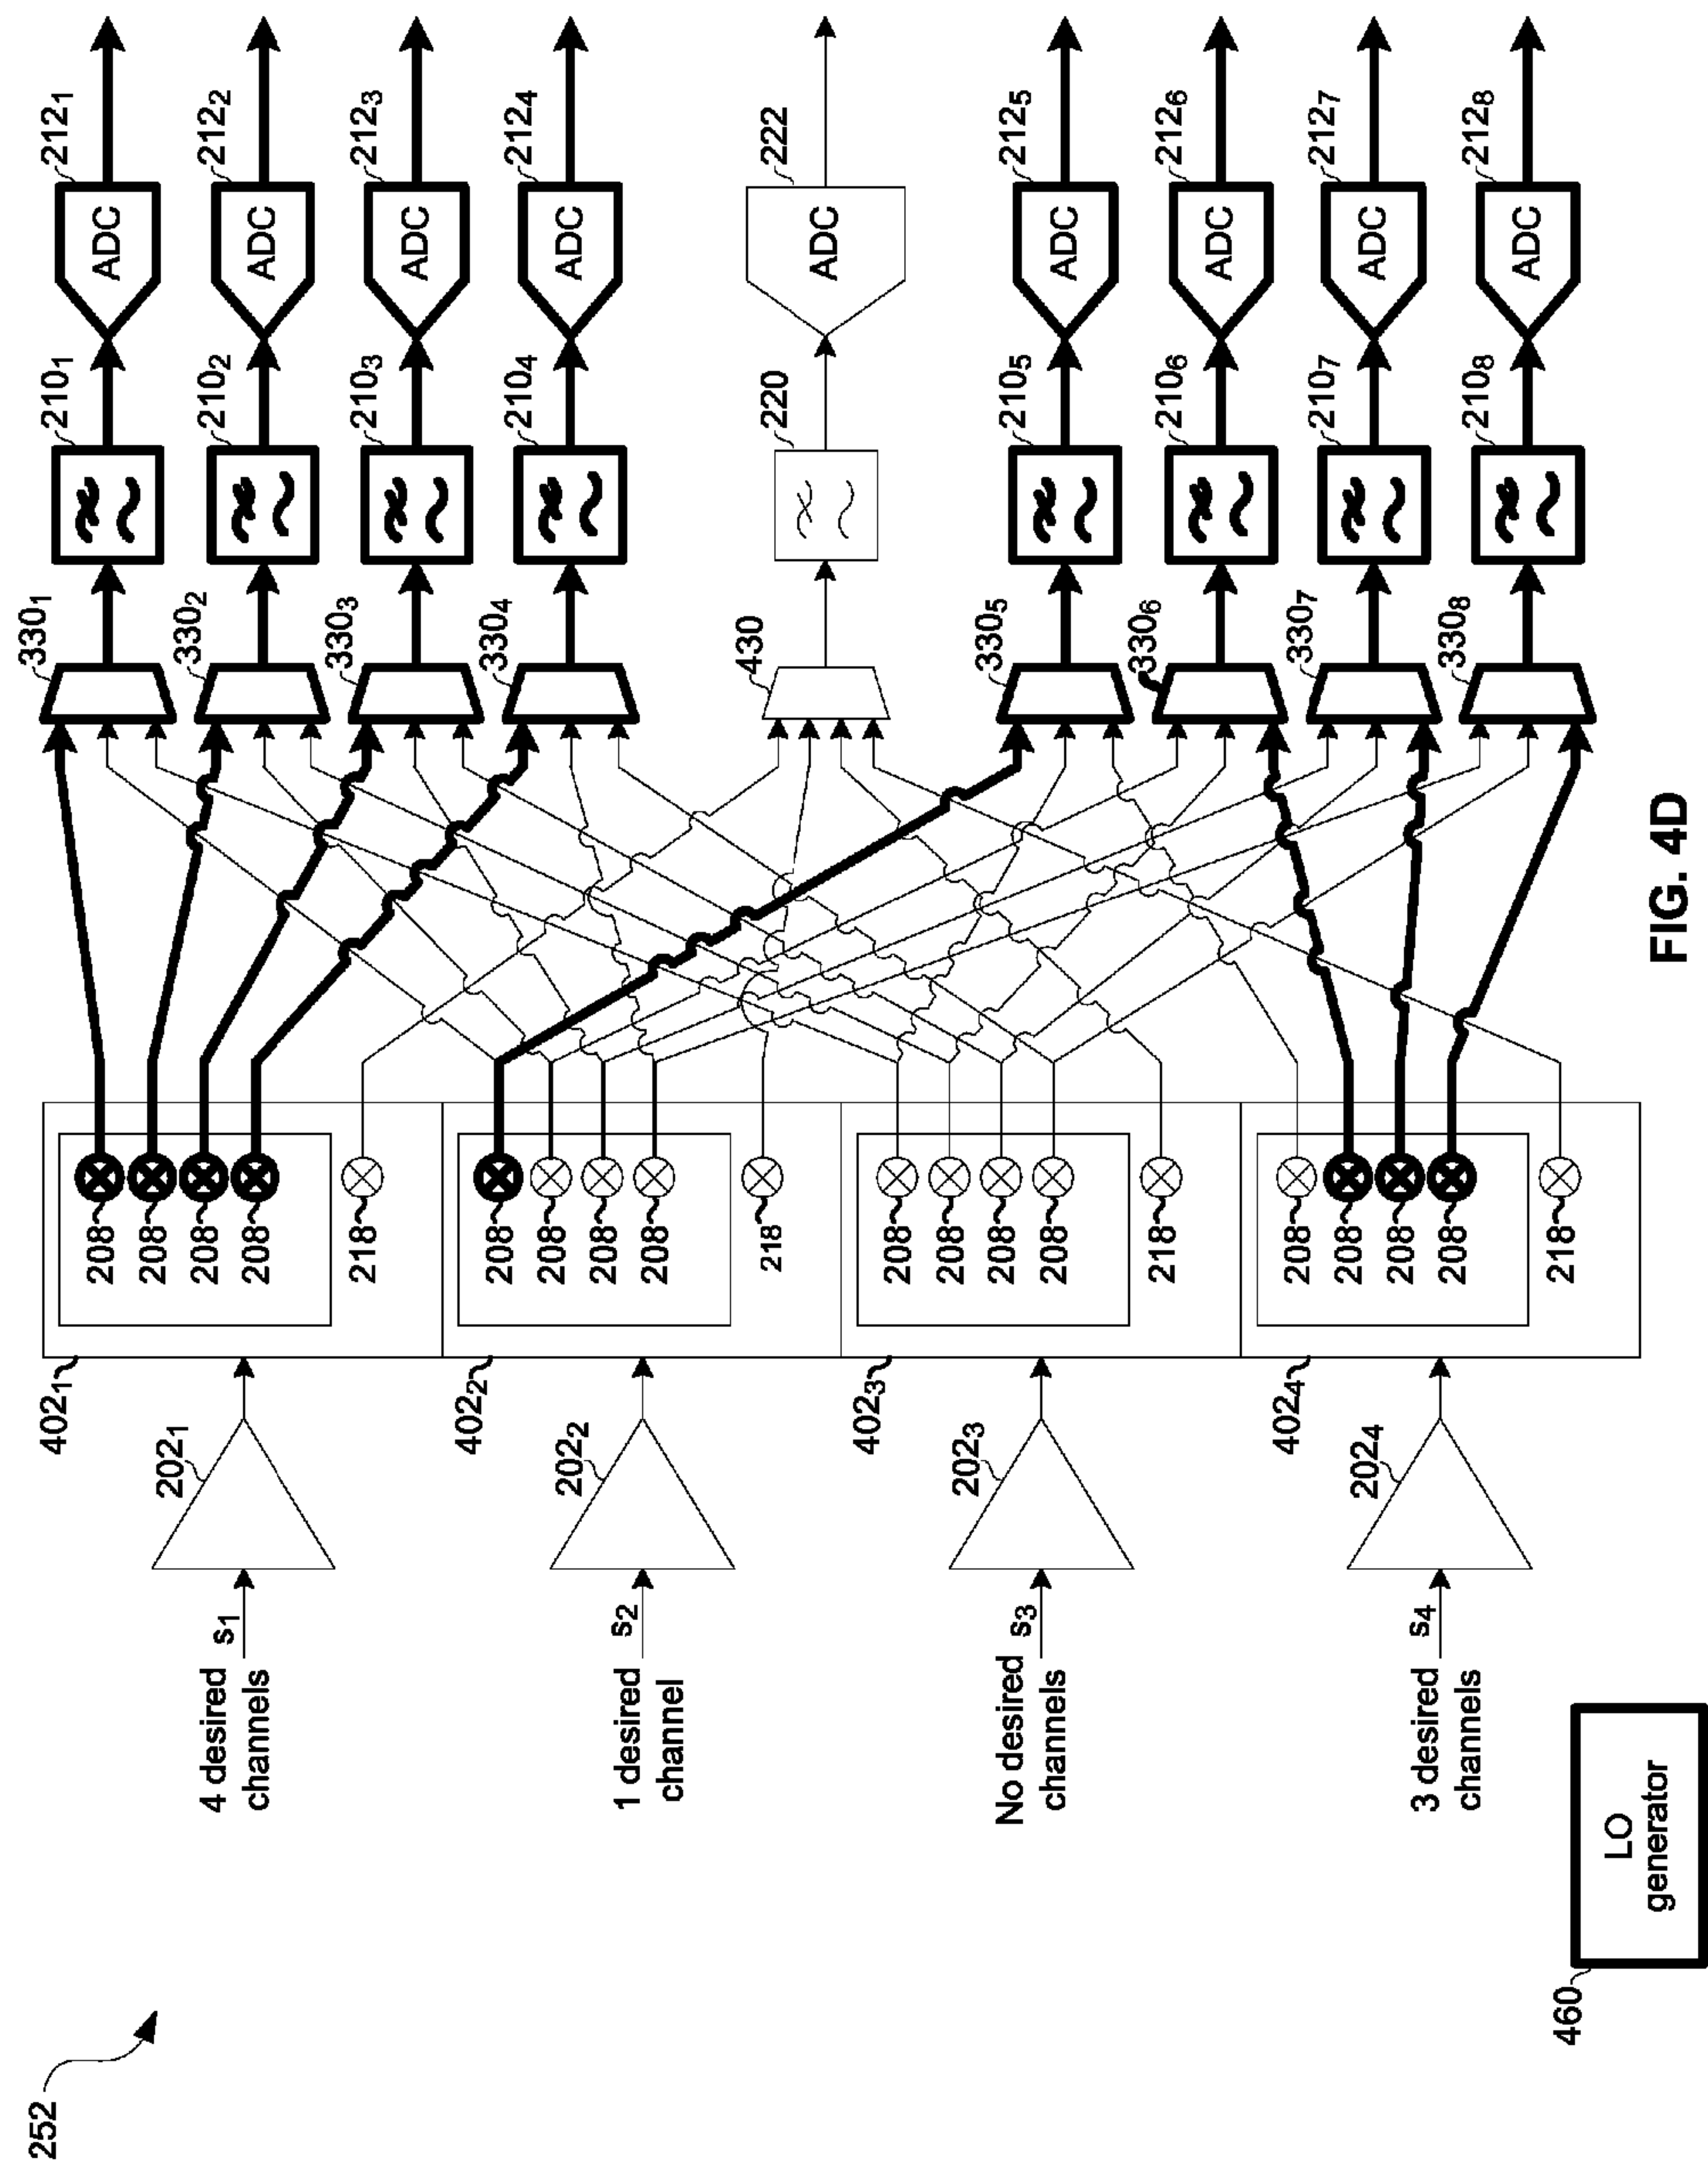 252
4 desired
channels
s1
202₁
402₁
208
208
208
208
218
330₁
330₂
330₃
330₄
210₁
210₂
210₃
210₄
ADC
ADC
ADC
ADC
212₁
212₂
212₃
212₄
1 desired
channel
s2
202₂
402₂
208
208
208
208
218
430
220
ADC
222
No desired
channels
s3
202₃
402₃
208
208
208
208
218
330₅
330₆
330₇
330₈
210₅
210₆
210₇
210₈
ADC
ADC
ADC
ADC
212₅
212₆
212₇
212₈
3 desired
channels
s4
202₄
402₄
208
208
208
208
218
460
LO
generator
FIG. 4D